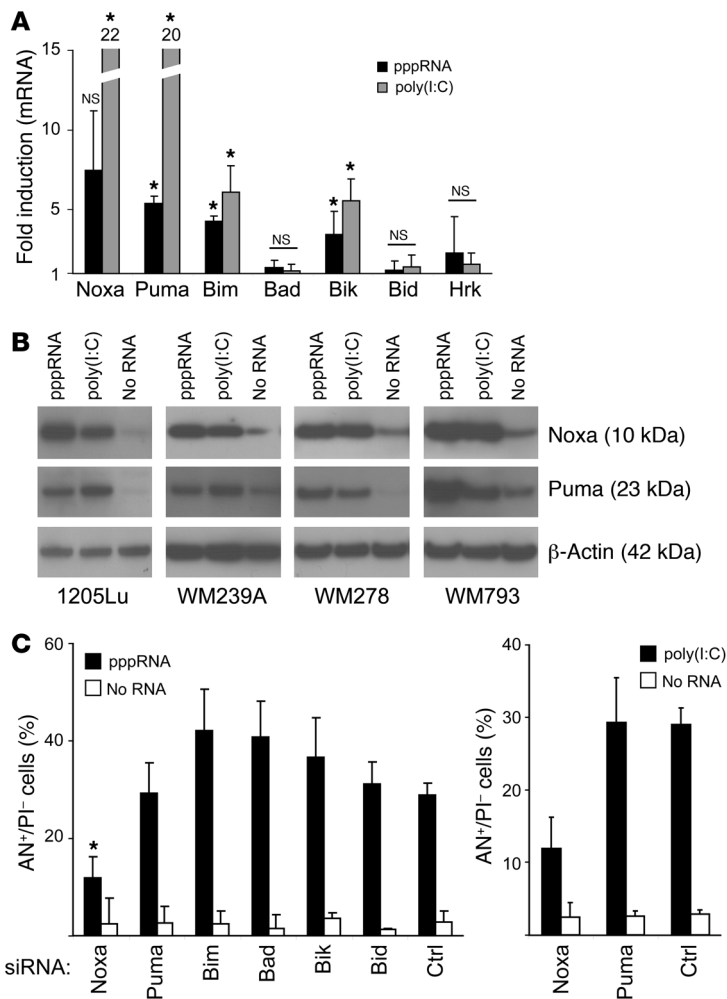 A
*
22
*
20
15
10
5
1
Fold induction (mRNA)
pppRNA
poly(I:C)
NS
*
*
*
NS
*
*
NS
NS
Noxa Puma Bim Bad Bik Bid Hrk
B
pppRNA poly(I:C) No RNA pppRNA poly(I:C) No RNA pppRNA poly(I:C) No RNA pppRNA poly(I:C) No RNA
Noxa (10 kDa)
Puma (23 kDa)
β-Actin (42 kDa)
1205Lu WM239A WM278 WM793
C
60
40
20
AN⁺/PI⁻ cells (%)
pppRNA
No RNA
*
siRNA: Noxa Puma Bim Bad Bik Bid Ctrl
40
30
20
10
AN⁺/PI⁻ cells (%)
poly(I:C)
No RNA
Noxa Puma Ctrl